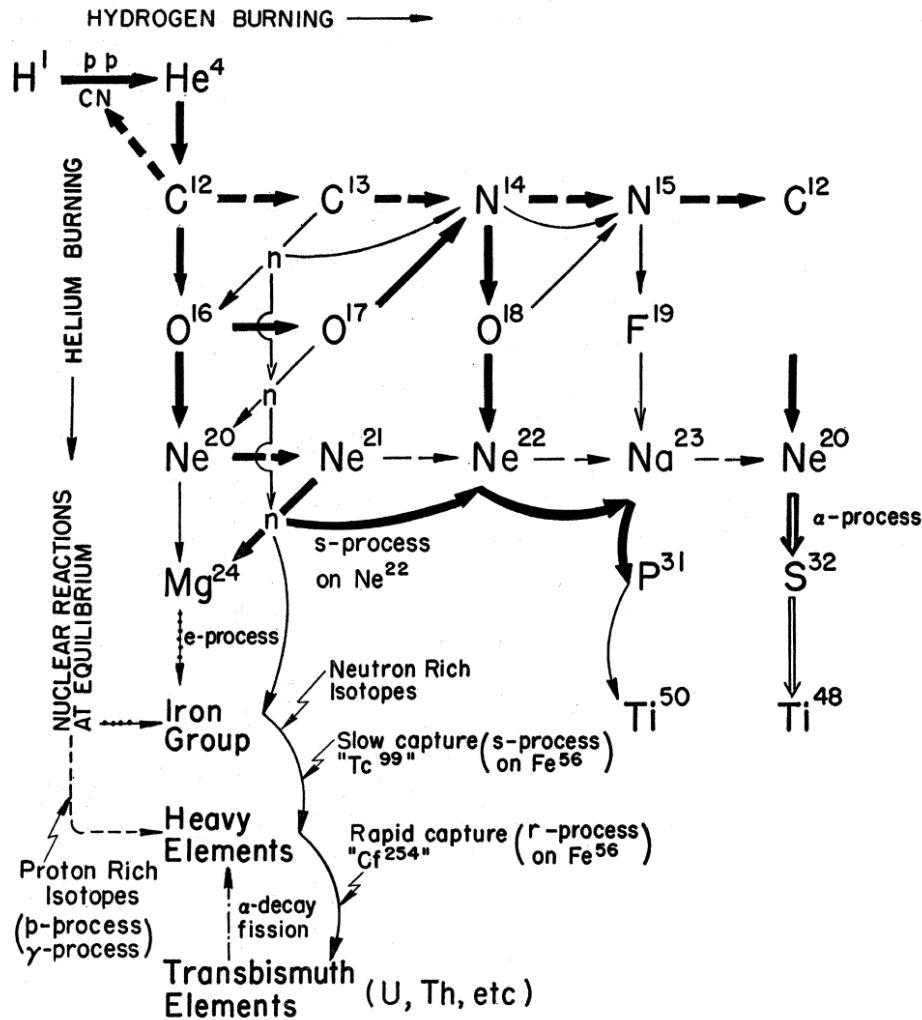 HYDROGEN BURNING
H¹ pp He⁴
CN
C¹² C¹³ N¹⁴ N¹⁵ C¹²
n
HELIUM BURNING
O¹⁶ O¹⁷ O¹⁸ F¹⁹
n
Ne²⁰ Ne²¹ Ne²² Na²³ Ne²⁰
n
s-process
on Ne²²
α-process
Mg²⁴ P³¹ S³²
NUCLEAR REACTIONS
AT EQUILIBRIUM
e-process
Neutron Rich
Isotopes
Iron
Group
Ti⁵⁰ Ti⁴⁸
Slow capture (s-process
"Tc⁹⁹" on Fe⁵⁶)
Heavy
Elements
Rapid capture (r-process
"Cf²⁵⁴" on Fe⁵⁶)
Proton Rich
Isotopes
(p-process
γ-process)
α-decay
fission
Transbismuth
Elements
(U, Th, etc)